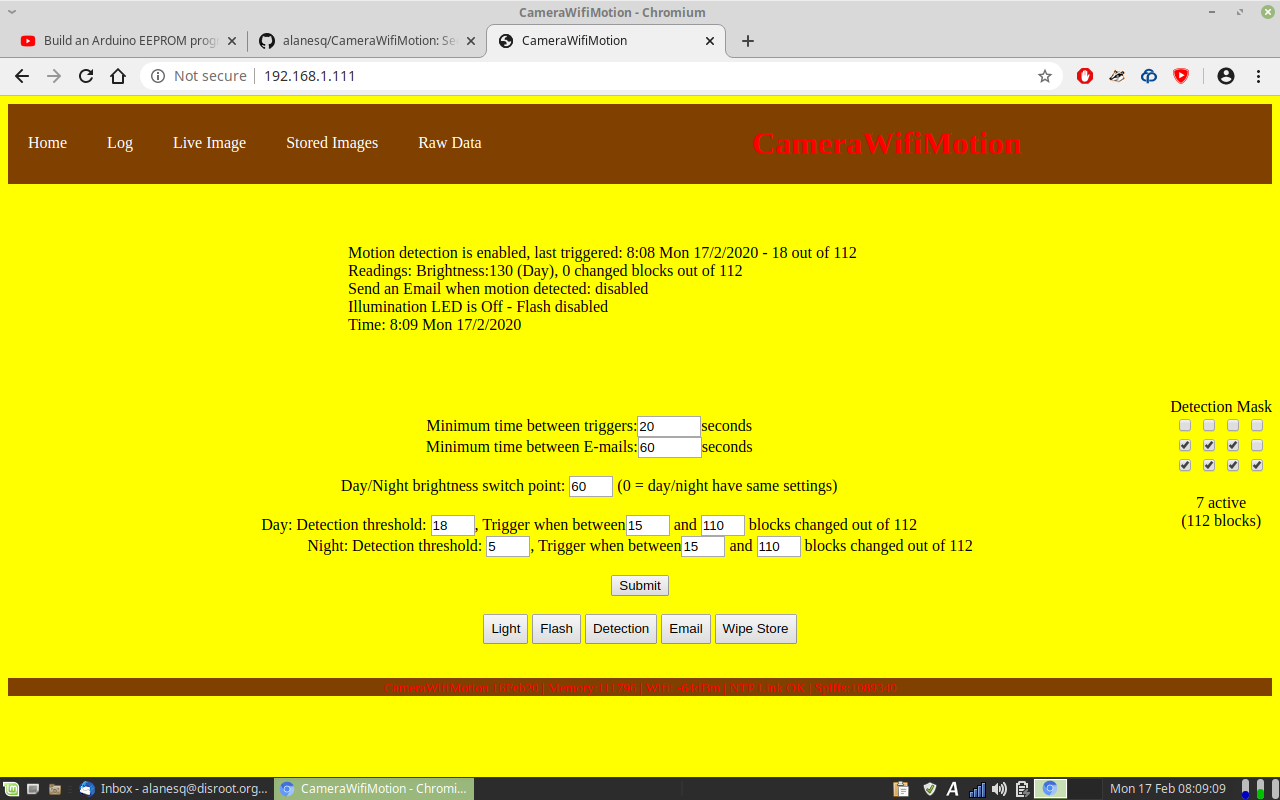 CameraWifiMotion - Chromium
Build an Arduino EEPROM prog
alanesq/CameraWifiMotion: Se
CameraWifiMotion
Not secure
192.168.1.111
Home Log Live Image Stored Images Raw Data
CameraWifiMotion
Motion detection is enabled, last triggered: 8:08 Mon 17/2/2020 - 18 out of 112
Readings: Brightness:130 (Day), 0 changed blocks out of 112
Send an Email when motion detected: disabled
Illumination LED is Off - Flash disabled
Time: 8:09 Mon 17/2/2020
Detection Mask
Minimum time between triggers: 20 seconds
Minimum time between E-mails: 60 seconds
Day/Night brightness switch point: 60 (0 = day/night have same settings)
7 active
(112 blocks)
Day: Detection threshold: 18, Trigger when between 15 and 110 blocks changed out of 112
Night: Detection threshold: 5, Trigger when between 15 and 110 blocks changed out of 112
Submit
Light Flash Detection Email Wipe Store
CameraWifiMotion | Memory: | Wifi: | NTP Link OK | Spiffs:
Inbox - alanesq@disroot.org...
CameraWifiMotion - Chromi...
Mon 17 Feb 08:09:09